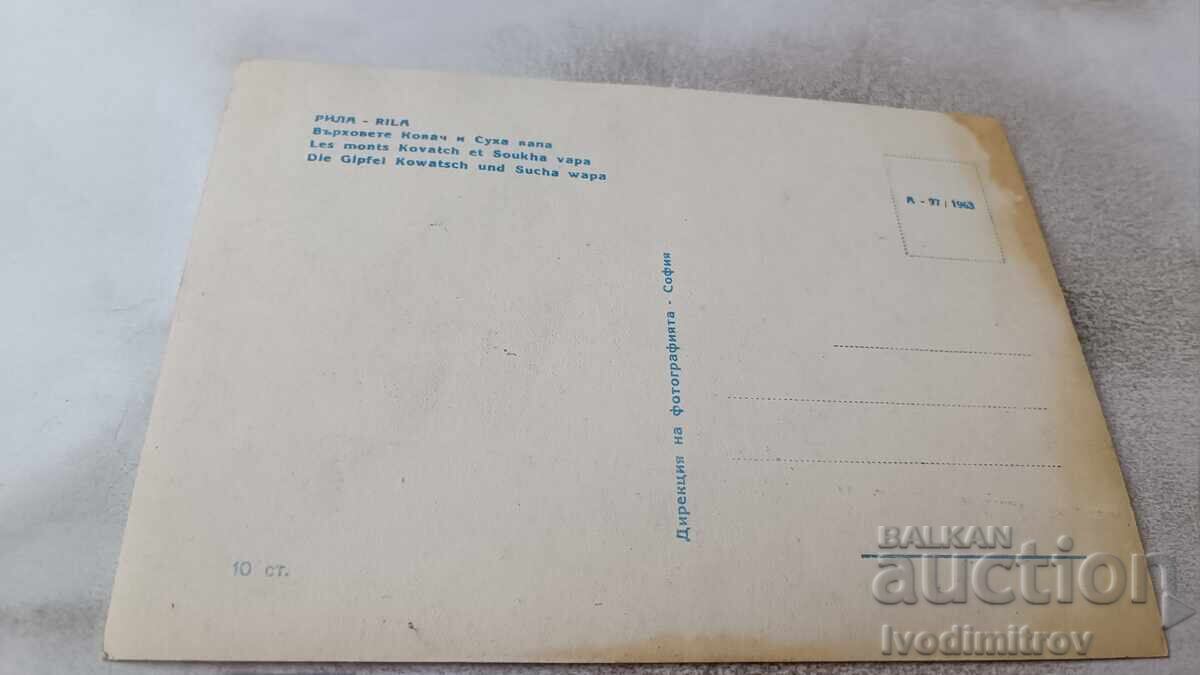 РИЛА - RILA
Върховете Ковач и Суха вапа
Les monts Kovatch et Soukha vapa
Die Gipfel Kowatsch und Sucha wapa
А - 97 / 1963
Дирекция на фотографията - София
10 ст.
BALKAN
auction
Ivodimitrov